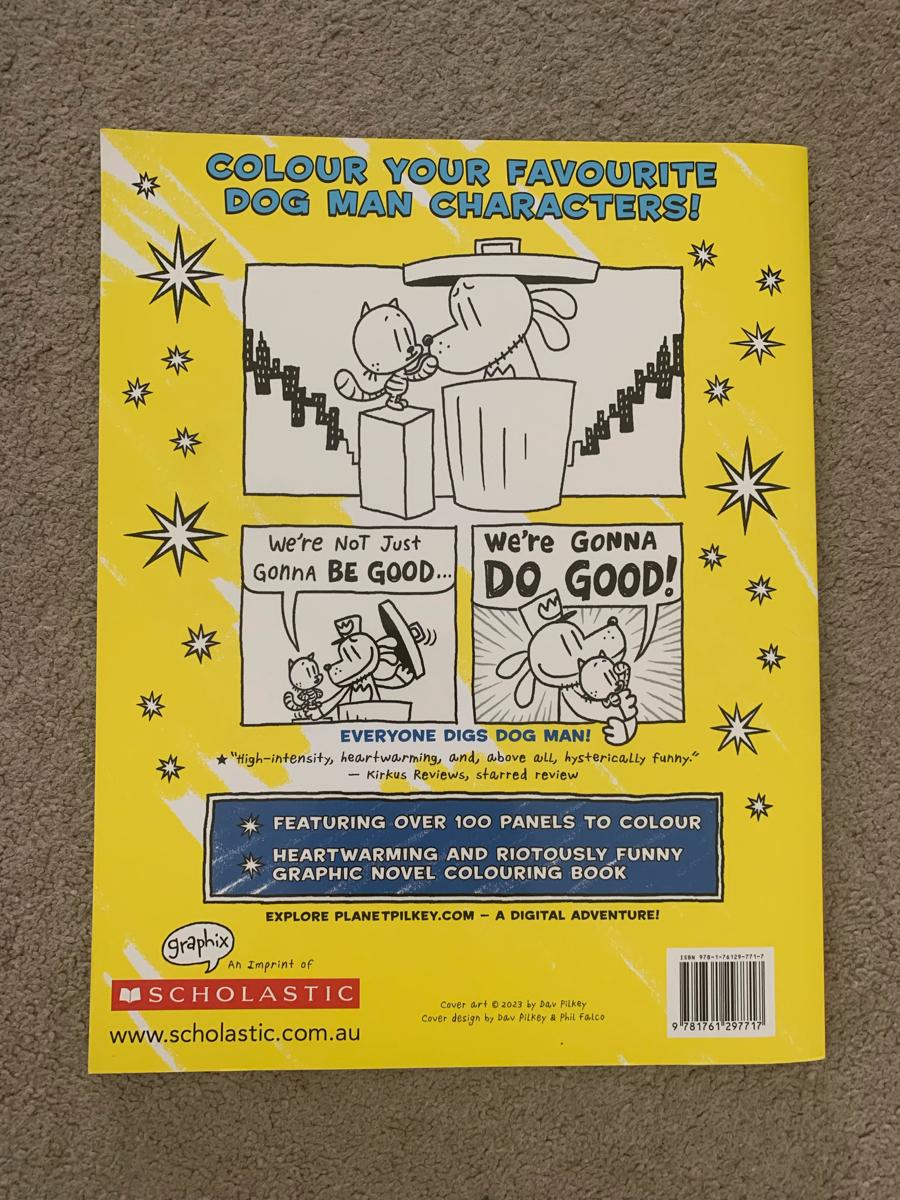 COLOUR YOUR FAVOURITE
DOG MAN CHARACTERS!
We're NOT Just
GONNA BE GOOD...
We're GONNA
DO GOOD!
EVERYONE DIGS DOG MAN!
★"High-intensity, heartwarming, and, above all, hysterically funny."
— Kirkus Reviews, starred review
FEATURING OVER 100 PANELS TO COLOUR
HEARTWARMING AND RIOTOUSLY FUNNY
GRAPHIC NOVEL COLOURING BOOK
EXPLORE PLANETPILKEY.COM – A DIGITAL ADVENTURE!
graphix
An Imprint of
SCHOLASTIC
www.scholastic.com.au
Cover art © 2023 by Dav Pilkey
Cover design by Dav Pilkey & Phil Falco
ISBN 978-1-76129-771-7
9 781761 297717